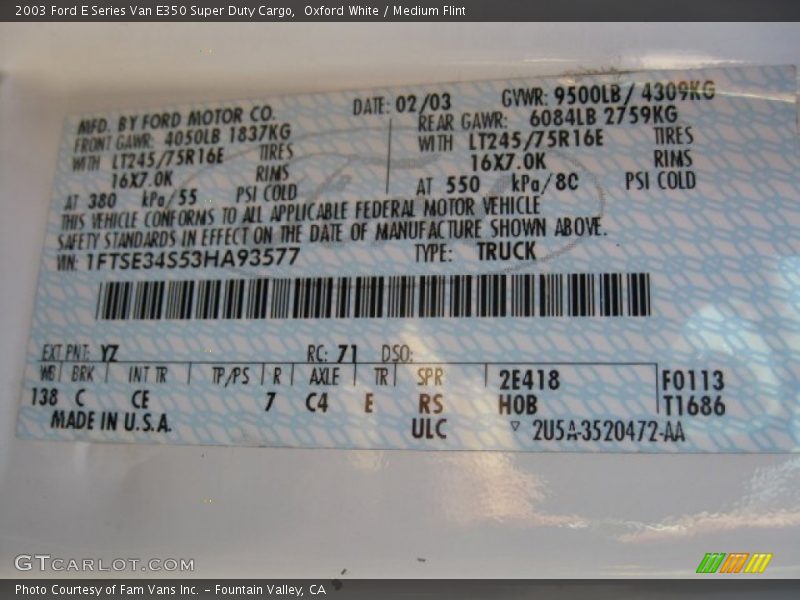 2003 Ford E Series Van E350 Super Duty Cargo,  Oxford White / Medium Flint
MFD. BY FORD MOTOR CO. DATE: 02/03 GVWR: 9500LB/ 4309KG
FRONT GAWR: 4050LB 1837KG REAR GAWR: 6084LB 2759KG
WITH LT245/75R16E TIRES WITH LT245/75R16E TIRES
16X7.0K RIMS 16X7.0K RIMS
AT 380 kPa/55 PSI COLD AT 550 kPa/80 PSI COLD
THIS VEHICLE CONFORMS TO ALL APPLICABLE FEDERAL MOTOR VEHICLE
SAFETY STANDARDS IN EFFECT ON THE DATE OF MANUFACTURE SHOWN ABOVE.
VIN: 1FTSE34S53HA93577 TYPE: TRUCK
EXT PNT: YZ RC: 71 DSO:
WB BRK INT TR TP/PS R AXLE TR SPR 2E418 F0113
138 C CE 7 C4 E RS H0B T1686
MADE IN U.S.A. ULC ▽ 2U5A-3520472-AA
GTCARLOT.COM
Photo Courtesy of Fam Vans Inc. – Fountain Valley, CA